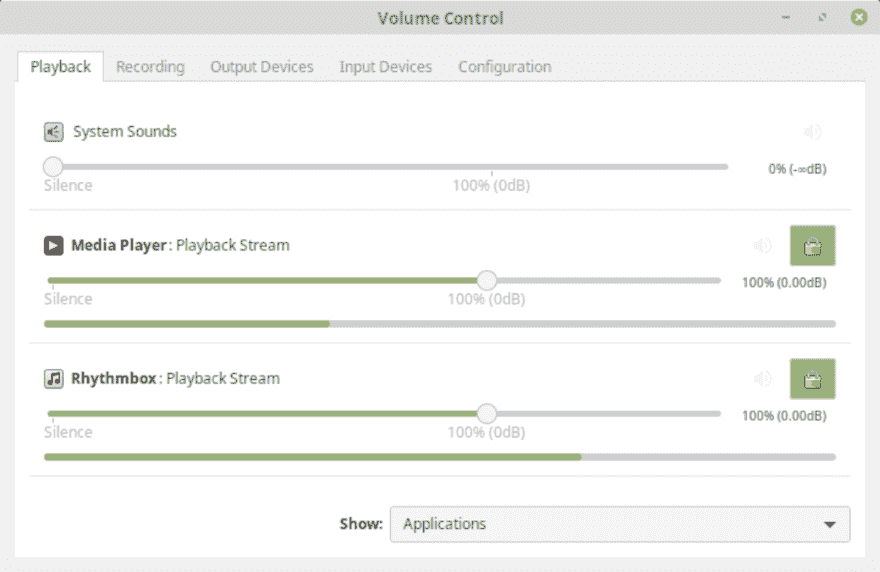 Volume Control
Playback Recording Output Devices Input Devices Configuration
System Sounds
0% (-∞dB)
Silence 100% (0dB)
Media Player: Playback Stream
100% (0.00dB)
Silence 100% (0dB)
Rhythmbox: Playback Stream
100% (0.00dB)
Silence 100% (0dB)
Show: Applications